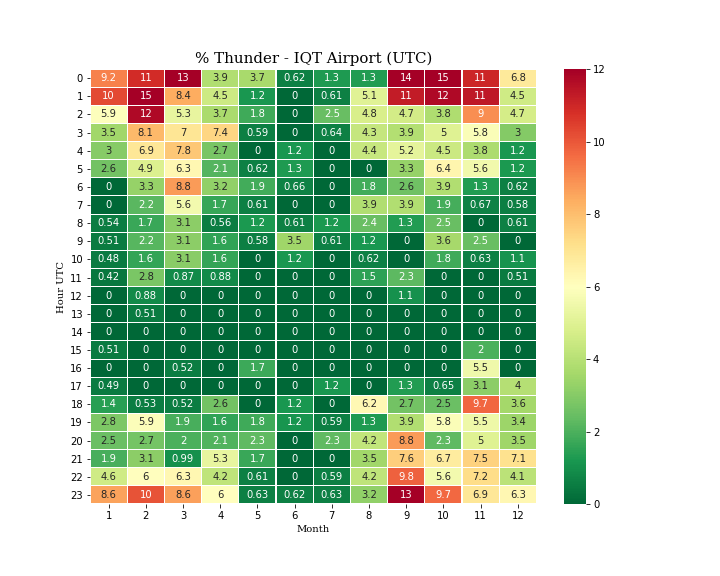 % Thunder - IQT Airport (UTC)
0 9.2 11 13 3.9 3.7 0.62 1.3 1.3 14 15 11 6.8
1 10 15 8.4 4.5 1.2 0 0.61 5.1 11 12 11 4.5
2 5.9 12 5.3 3.7 1.8 0 2.5 4.8 4.7 3.8 9 4.7
3 3.5 8.1 7 7.4 0.59 0 0.64 4.3 3.9 5 5.8 3
4 3 6.9 7.8 2.7 0 1.2 0 4.4 5.2 4.5 3.8 1.2
5 2.6 4.9 6.3 2.1 0.62 1.3 0 0 3.3 6.4 5.6 1.2
6 0 3.3 8.8 3.2 1.9 0.66 0 1.8 2.6 3.9 1.3 0.62
7 0 2.2 5.6 1.7 0.61 0 0 3.9 3.9 1.9 0.67 0.58
8 0.54 1.7 3.1 0.56 1.2 0.61 1.2 2.4 1.3 2.5 0 0.61
9 0.51 2.2 3.1 1.6 0.58 3.5 0.61 1.2 0 3.6 2.5 0
10 0.48 1.6 3.1 1.6 0 1.2 0 0.62 0 1.8 0.63 1.1
11 0.42 2.8 0.87 0.88 0 0 0 1.5 2.3 0 0 0.51
12 0 0.88 0 0 0 0 0 0 1.1 0 0 0
13 0 0.51 0 0 0 0 0 0 0 0 0 0
14 0 0 0 0 0 0 0 0 0 0 0 0
15 0.51 0 0 0 0 0 0 0 0 0 2 0
16 0 0 0.52 0 1.7 0 0 0 0 0 5.5 0
17 0.49 0 0 0 0 0 1.2 0 1.3 0.65 3.1 4
18 1.4 0.53 0.52 2.6 0 1.2 0 6.2 2.7 2.5 9.7 3.6
19 2.8 5.9 1.9 1.6 1.8 1.2 0.59 1.3 3.9 5.8 5.5 3.4
20 2.5 2.7 2 2.1 2.3 0 2.3 4.2 8.8 2.3 5 3.5
21 1.9 3.1 0.99 5.3 1.7 0 0 3.5 7.6 6.7 7.5 7.1
22 4.6 6 6.3 4.2 0.61 0 0.59 4.2 9.8 5.6 7.2 4.1
23 8.6 10 8.6 6 0.63 0.62 0.63 3.2 13 9.7 6.9 6.3
1 2 3 4 5 6 7 8 9 10 11 12
Month
Hour UTC
12
10
8
6
4
2
0